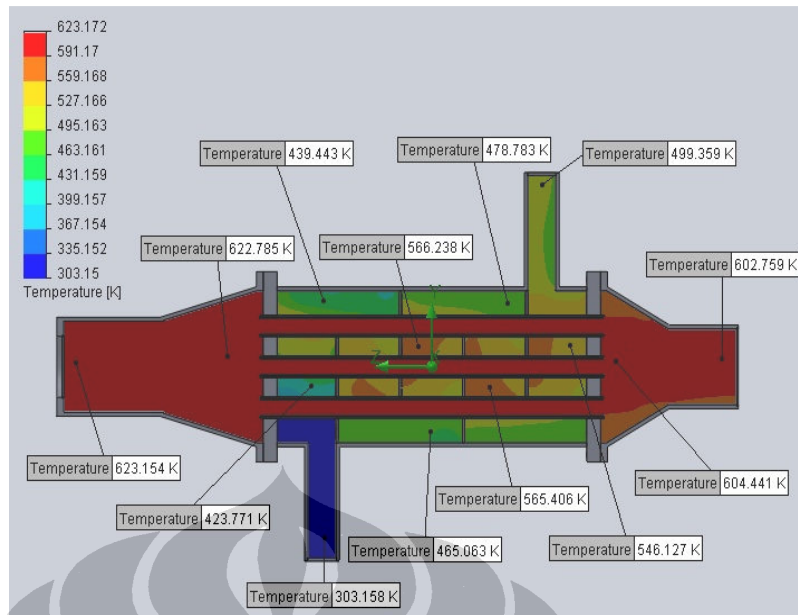 623.172
591.17
559.168
527.166
495.163
463.161
431.159
399.157
367.154
335.152
303.15
Temperature [K]
Temperature 439.443 K
Temperature 478.783 K
Temperature 499.359 K
Temperature 622.785 K
Temperature 566.238 K
Temperature 602.759 K
Y
Z
X
Temperature 623.154 K
Temperature 604.441 K
Temperature 565.406 K
Temperature 423.771 K
Temperature 465.063 K
Temperature 546.127 K
Temperature 303.158 K